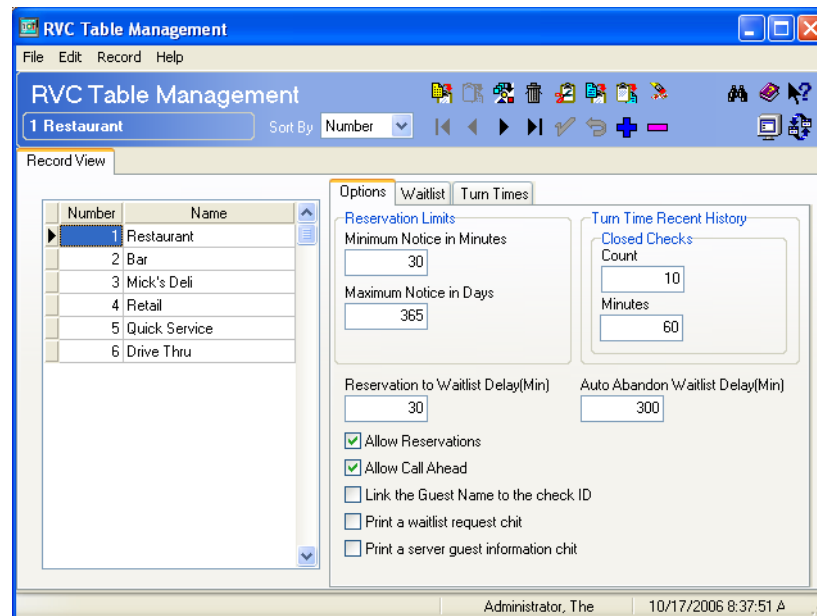 RVC Table Management
File Edit Record Help
RVC Table Management
1 Restaurant Sort By Number
Record View
Options Waitlist Turn Times
Number Name
1 Restaurant
2 Bar
3 Mick's Deli
4 Retail
5 Quick Service
6 Drive Thru
Reservation Limits
Minimum Notice in Minutes
30
Maximum Notice in Days
365
Turn Time Recent History
Closed Checks
Count
10
Minutes
60
Reservation to Waitlist Delay(Min)
30
Auto Abandon Waitlist Delay(Min)
300
Allow Reservations
Allow Call Ahead
Link the Guest Name to the check ID
Print a waitlist request chit
Print a server guest information chit
Administrator, The 10/17/2006 8:37:51 A